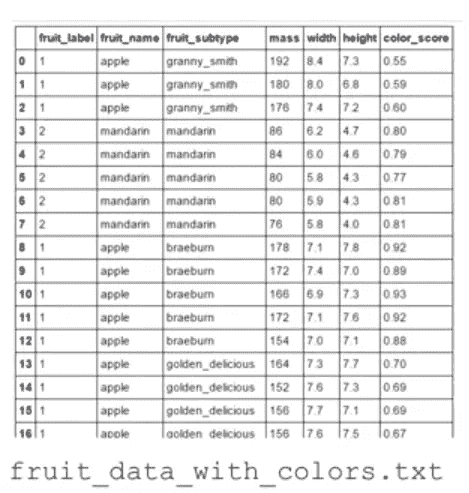 fruit_label fruit_name fruit_subtype mass width height color_score
0 1 apple granny_smith 192 8.4 7.3 0.55
1 1 apple granny_smith 180 8.0 6.8 0.59
2 1 apple granny_smith 176 7.4 7.2 0.60
3 2 mandarin mandarin 86 6.2 4.7 0.80
4 2 mandarin mandarin 84 6.0 4.6 0.79
5 2 mandarin mandarin 80 5.8 4.3 0.77
6 2 mandarin mandarin 80 5.9 4.3 0.81
7 2 mandarin mandarin 76 5.8 4.0 0.81
8 1 apple braeburn 178 7.1 7.8 0.92
9 1 apple braeburn 172 7.4 7.0 0.89
10 1 apple braeburn 166 6.9 7.3 0.93
11 1 apple braeburn 172 7.1 7.6 0.92
12 1 apple braeburn 154 7.0 7.1 0.88
13 1 apple golden_delicious 164 7.3 7.7 0.70
14 1 apple golden_delicious 152 7.6 7.3 0.69
15 1 apple golden_delicious 156 7.7 7.1 0.69
16 1 apple golden_delicious 156 7.6 7.5 0.67
fruit_data_with_colors.txt